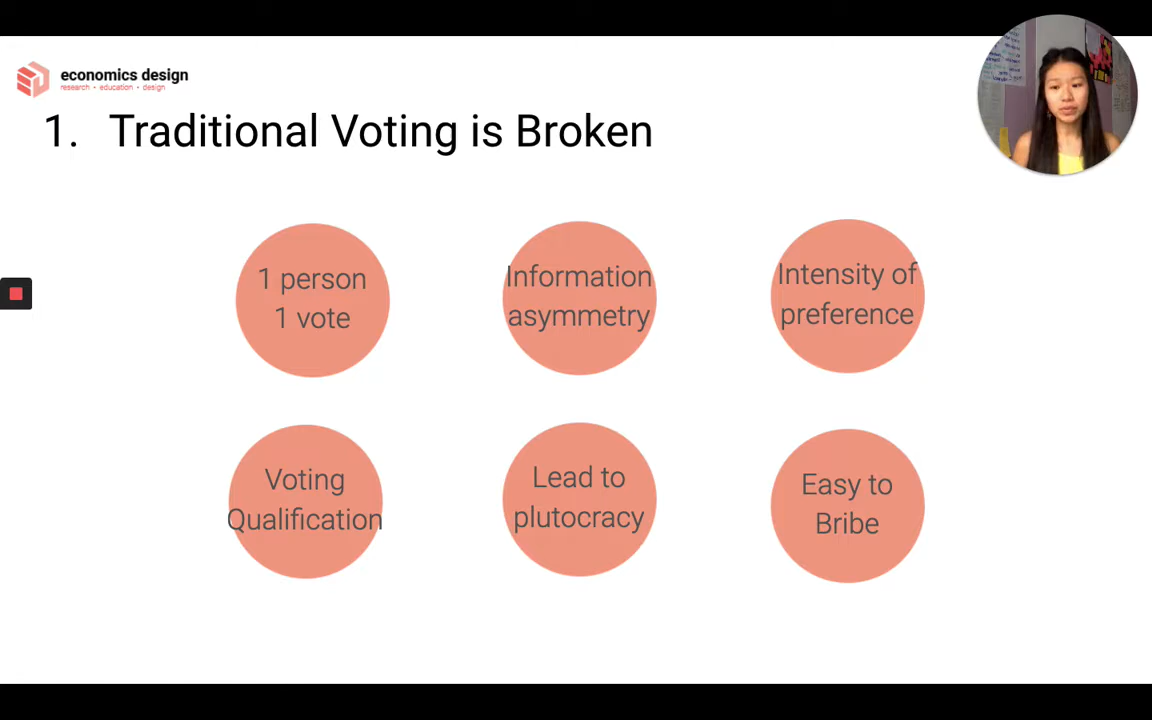 economics design
research • education • design
1. Traditional Voting is Broken
1 person
1 vote
Information
asymmetry
Intensity of
preference
Voting
Qualification
Lead to
plutocracy
Easy to
Bribe